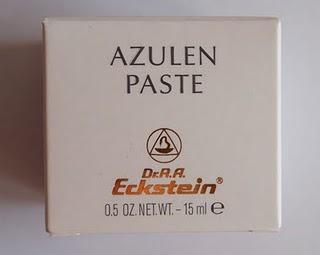 AZULEN
PASTE
Dr.R.A.
Eckstein®
0.5 OZ.NET.WT. - 15 ml ℮